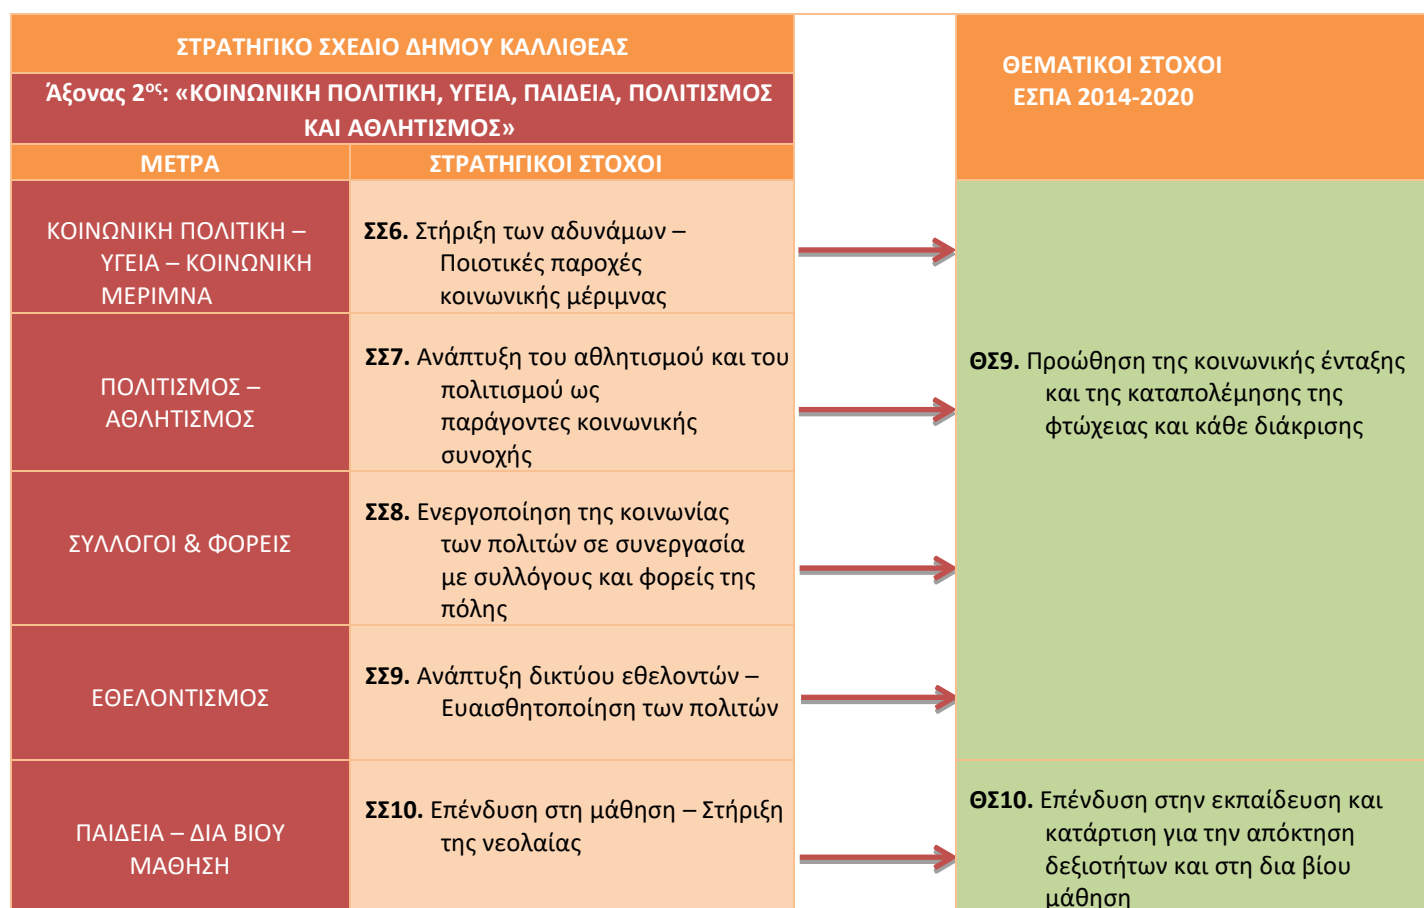 ΣΤΡΑΤΗΓΙΚΟ ΣΧΕΔΙΟ ΔΗΜΟΥ ΚΑΛΛΙΘΕΑΣ
Άξονας 2ος: «ΚΟΙΝΩΝΙΚΗ ΠΟΛΙΤΙΚΗ, ΥΓΕΙΑ, ΠΑΙΔΕΙΑ, ΠΟΛΙΤΙΣΜΟΣ
ΚΑΙ ΑΘΛΗΤΙΣΜΟΣ»
ΘΕΜΑΤΙΚΟΙ ΣΤΟΧΟΙ
ΕΣΠΑ 2014-2020
ΜΕΤΡΑ
ΣΤΡΑΤΗΓΙΚΟΙ ΣΤΟΧΟΙ
ΚΟΙΝΩΝΙΚΗ ΠΟΛΙΤΙΚΗ –
ΥΓΕΙΑ – ΚΟΙΝΩΝΙΚΗ
ΜΕΡΙΜΝΑ
ΣΣ6. Στήριξη των αδυνάμων –
Ποιοτικές παροχές
κοινωνικής μέριμνας
ΠΟΛΙΤΙΣΜΟΣ –
ΑΘΛΗΤΙΣΜΟΣ
ΣΣ7. Ανάπτυξη του αθλητισμού και του
πολιτισμού ως
παράγοντες κοινωνικής
συνοχής
ΘΣ9. Προώθηση της κοινωνικής ένταξης
και της καταπολέμησης της
φτώχειας και κάθε διάκρισης
ΣΥΛΛΟΓΟΙ & ΦΟΡΕΙΣ
ΣΣ8. Ενεργοποίηση της κοινωνίας
των πολιτών σε συνεργασία
με συλλόγους και φορείς της
πόλης
ΕΘΕΛΟΝΤΙΣΜΟΣ
ΣΣ9. Ανάπτυξη δικτύου εθελοντών –
Ευαισθητοποίηση των πολιτών
ΠΑΙΔΕΙΑ – ΔΙΑ ΒΙΟΥ
ΜΑΘΗΣΗ
ΣΣ10. Επένδυση στη μάθηση – Στήριξη
της νεολαίας
ΘΣ10. Επένδυση στην εκπαίδευση και
κατάρτιση για την απόκτηση
δεξιοτήτων και στη δια βίου
μάθηση